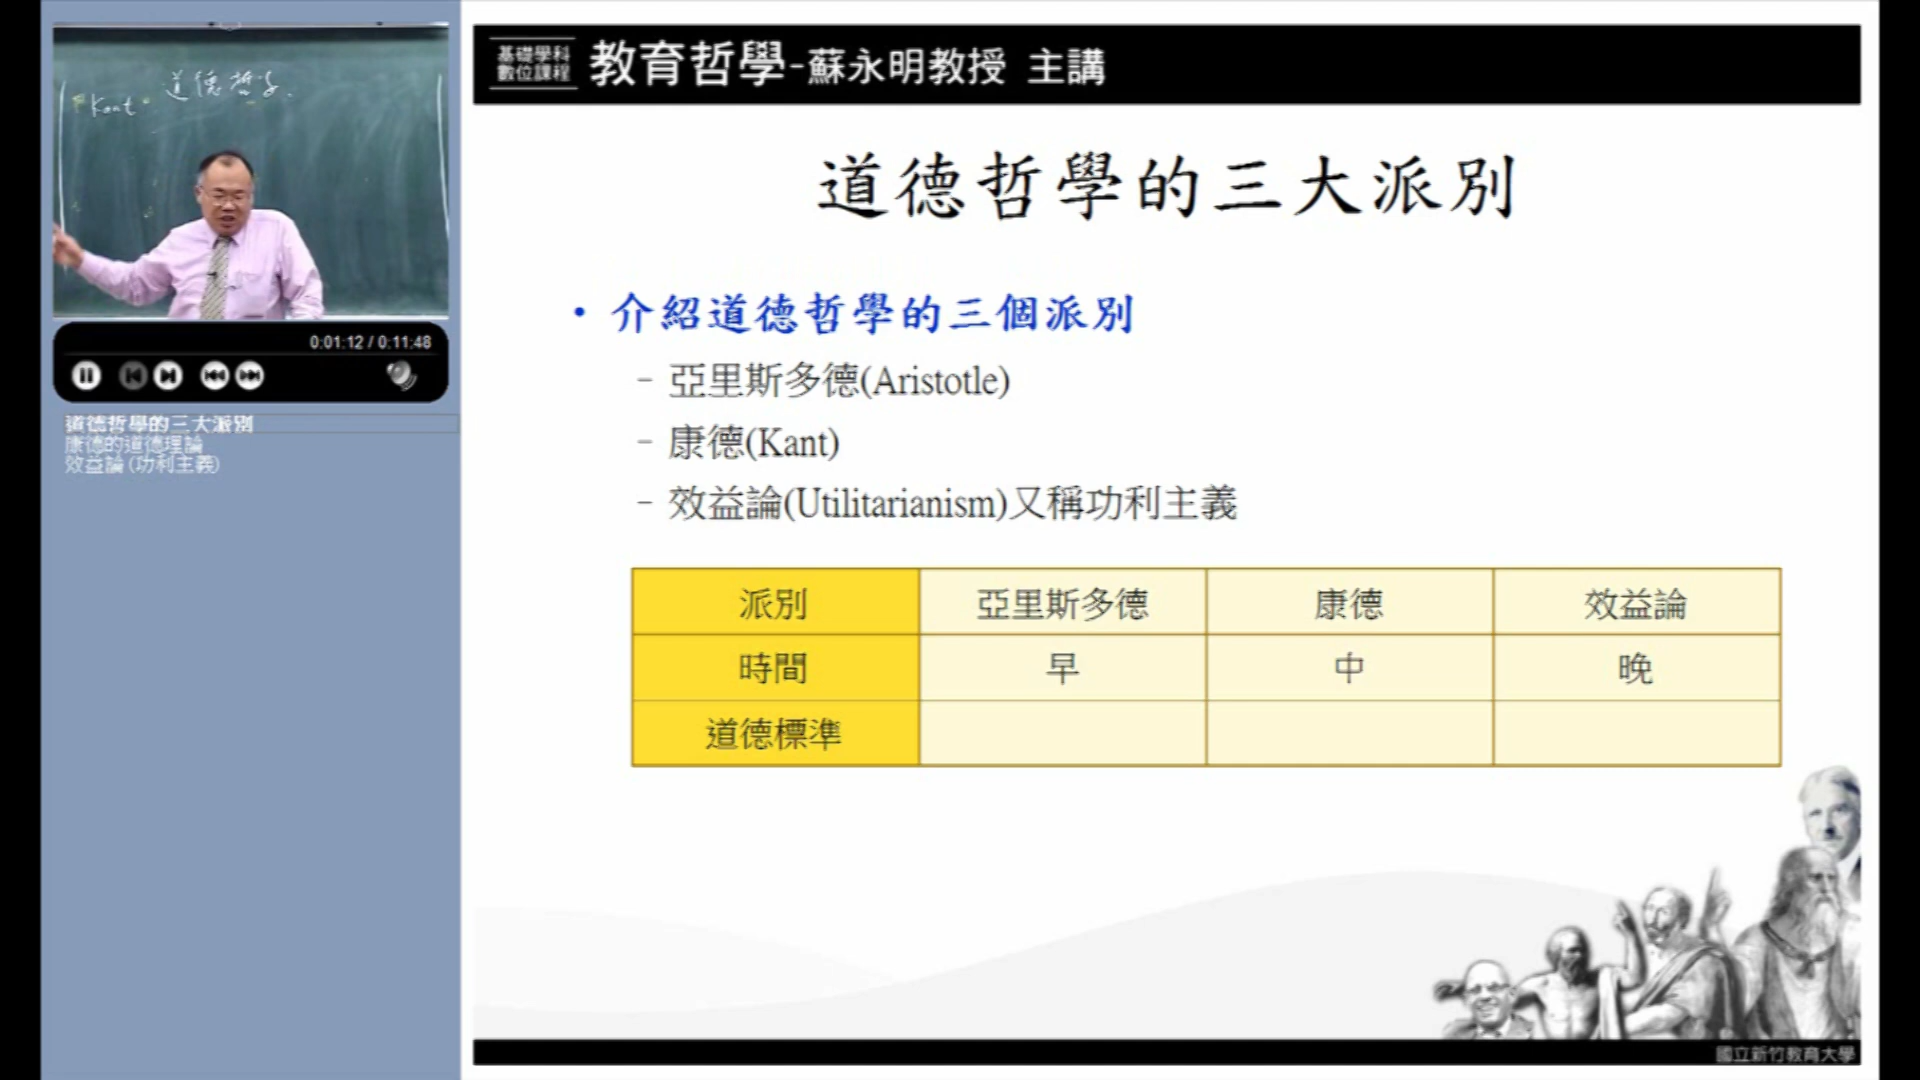 道德哲学.
Kant
0:01:12 / 0:11:48
道德哲學的三大派別
康德的道德理論
效益論 (功利主義)
基礎學科
數位課程
教育哲學-蘇永明教授 主講
道德哲學的三大派別
• 介紹道德哲學的三個派別
– 亞里斯多德(Aristotle)
– 康德(Kant)
– 效益論(Utilitarianism)又稱功利主義
派別 亞里斯多德 康德 效益論
時間 早 中 晚
道德標準
國立新竹教育大學